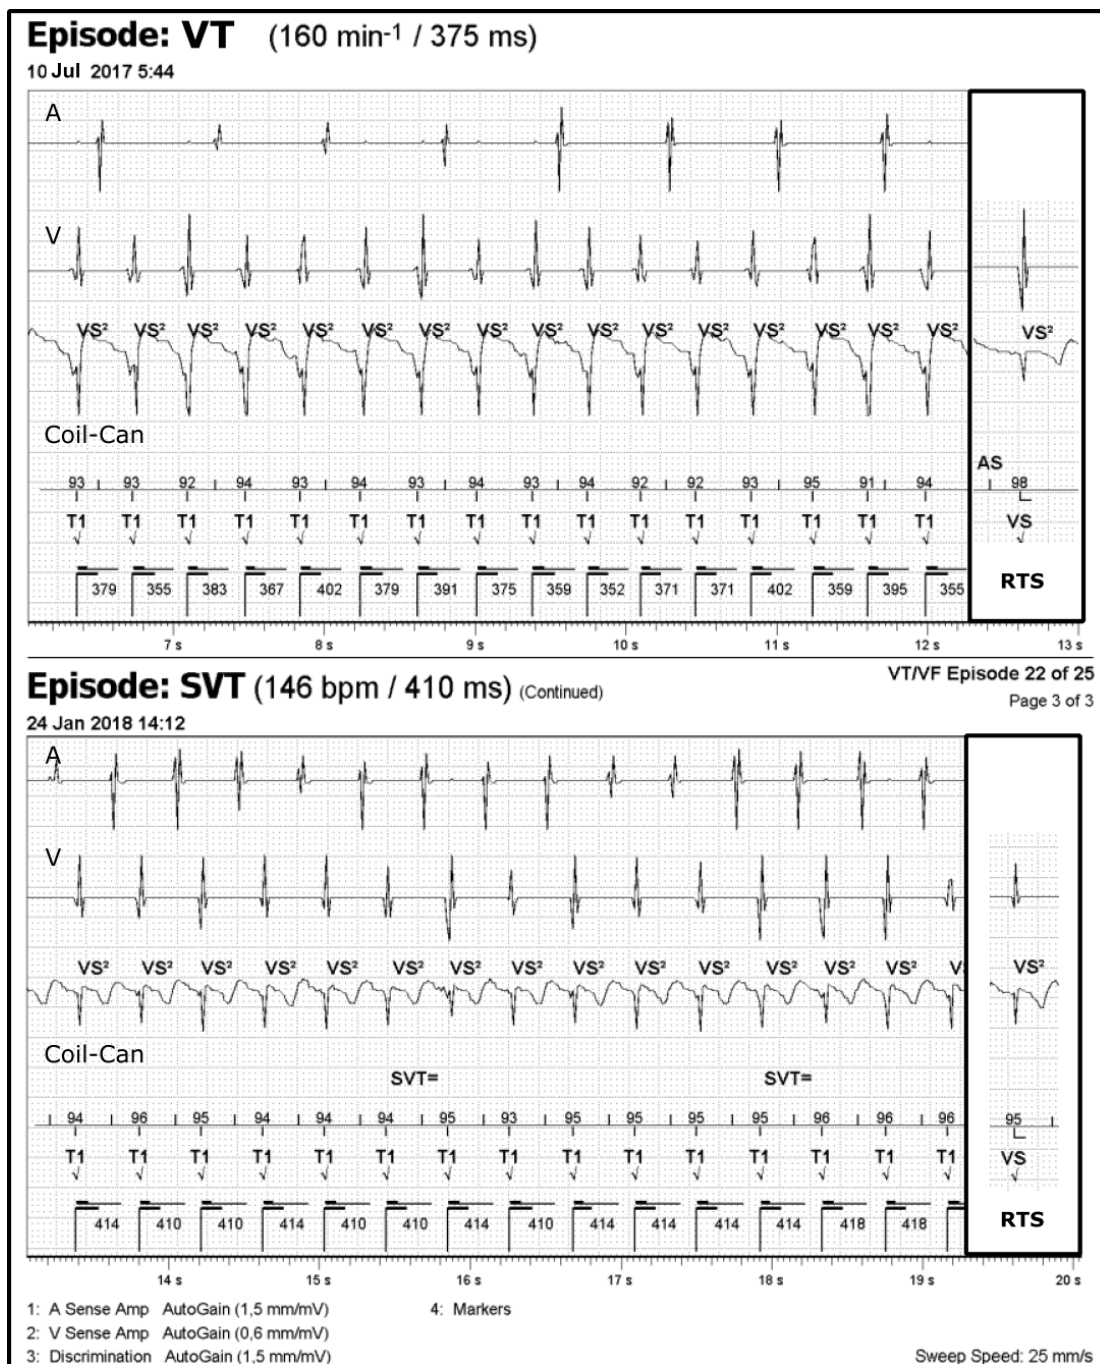 Episode: VT (160 min-1 / 375 ms)
10 Jul 2017 5:44
A
V
VS² VS² VS² VS² VS² VS² VS² VS² VS² VS² VS² VS² VS² VS² VS² VS² VS²
Coil-Can
AS
93 93 92 94 93 94 93 94 93 94 92 92 93 95 91 94 98
T1 T1 T1 T1 T1 T1 T1 T1 T1 T1 T1 T1 T1 T1 T1 T1 VS
√ √ √ √ √ √ √ √ √ √ √ √ √ √ √ √ √
379 355 383 367 402 379 391 375 359 352 371 371 402 359 395 355 RTS
7 s 8 s 9 s 10 s 11 s 12 s 13 s
VT/VF Episode 22 of 25
Episode: SVT (146 bpm / 410 ms) (Continued)
Page 3 of 3
24 Jan 2018 14:12
A
V
VS² VS² VS² VS² VS² VS² VS² VS² VS² VS² VS² VS² VS² VS² VS VS²
Coil-Can
SVT= SVT=
94 96 95 94 94 94 95 93 95 95 95 95 96 96 96 95
T1 T1 T1 T1 T1 T1 T1 T1 T1 T1 T1 T1 T1 T1 T1 VS
√ √ √ √ √ √ √ √ √ √ √ √ √ √ √ √
414 410 410 414 410 410 414 410 414 414 414 414 418 418 RTS
14 s 15 s 16 s 17 s 18 s 19 s 20 s
1: A Sense Amp AutoGain (1,5 mm/mV) 4: Markers
2: V Sense Amp AutoGain (0,6 mm/mV)
3: Discrimination AutoGain (1,5 mm/mV) Sweep Speed: 25 mm/s